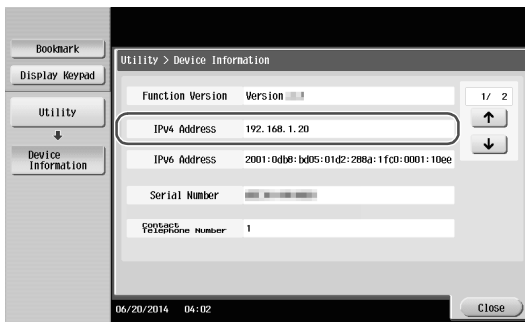 Bookmark
Display Keypad
Utility
Device
Information
Utility > Device Information
Function Version Version
1/ 2
IPv4 Address 192.168.1.20
IPv6 Address 2001:0db8:bd05:01d2:288a:1fc0:0001:10ee
Serial Number
Contact
Telephone Number 1
06/20/2014 04:02
Close